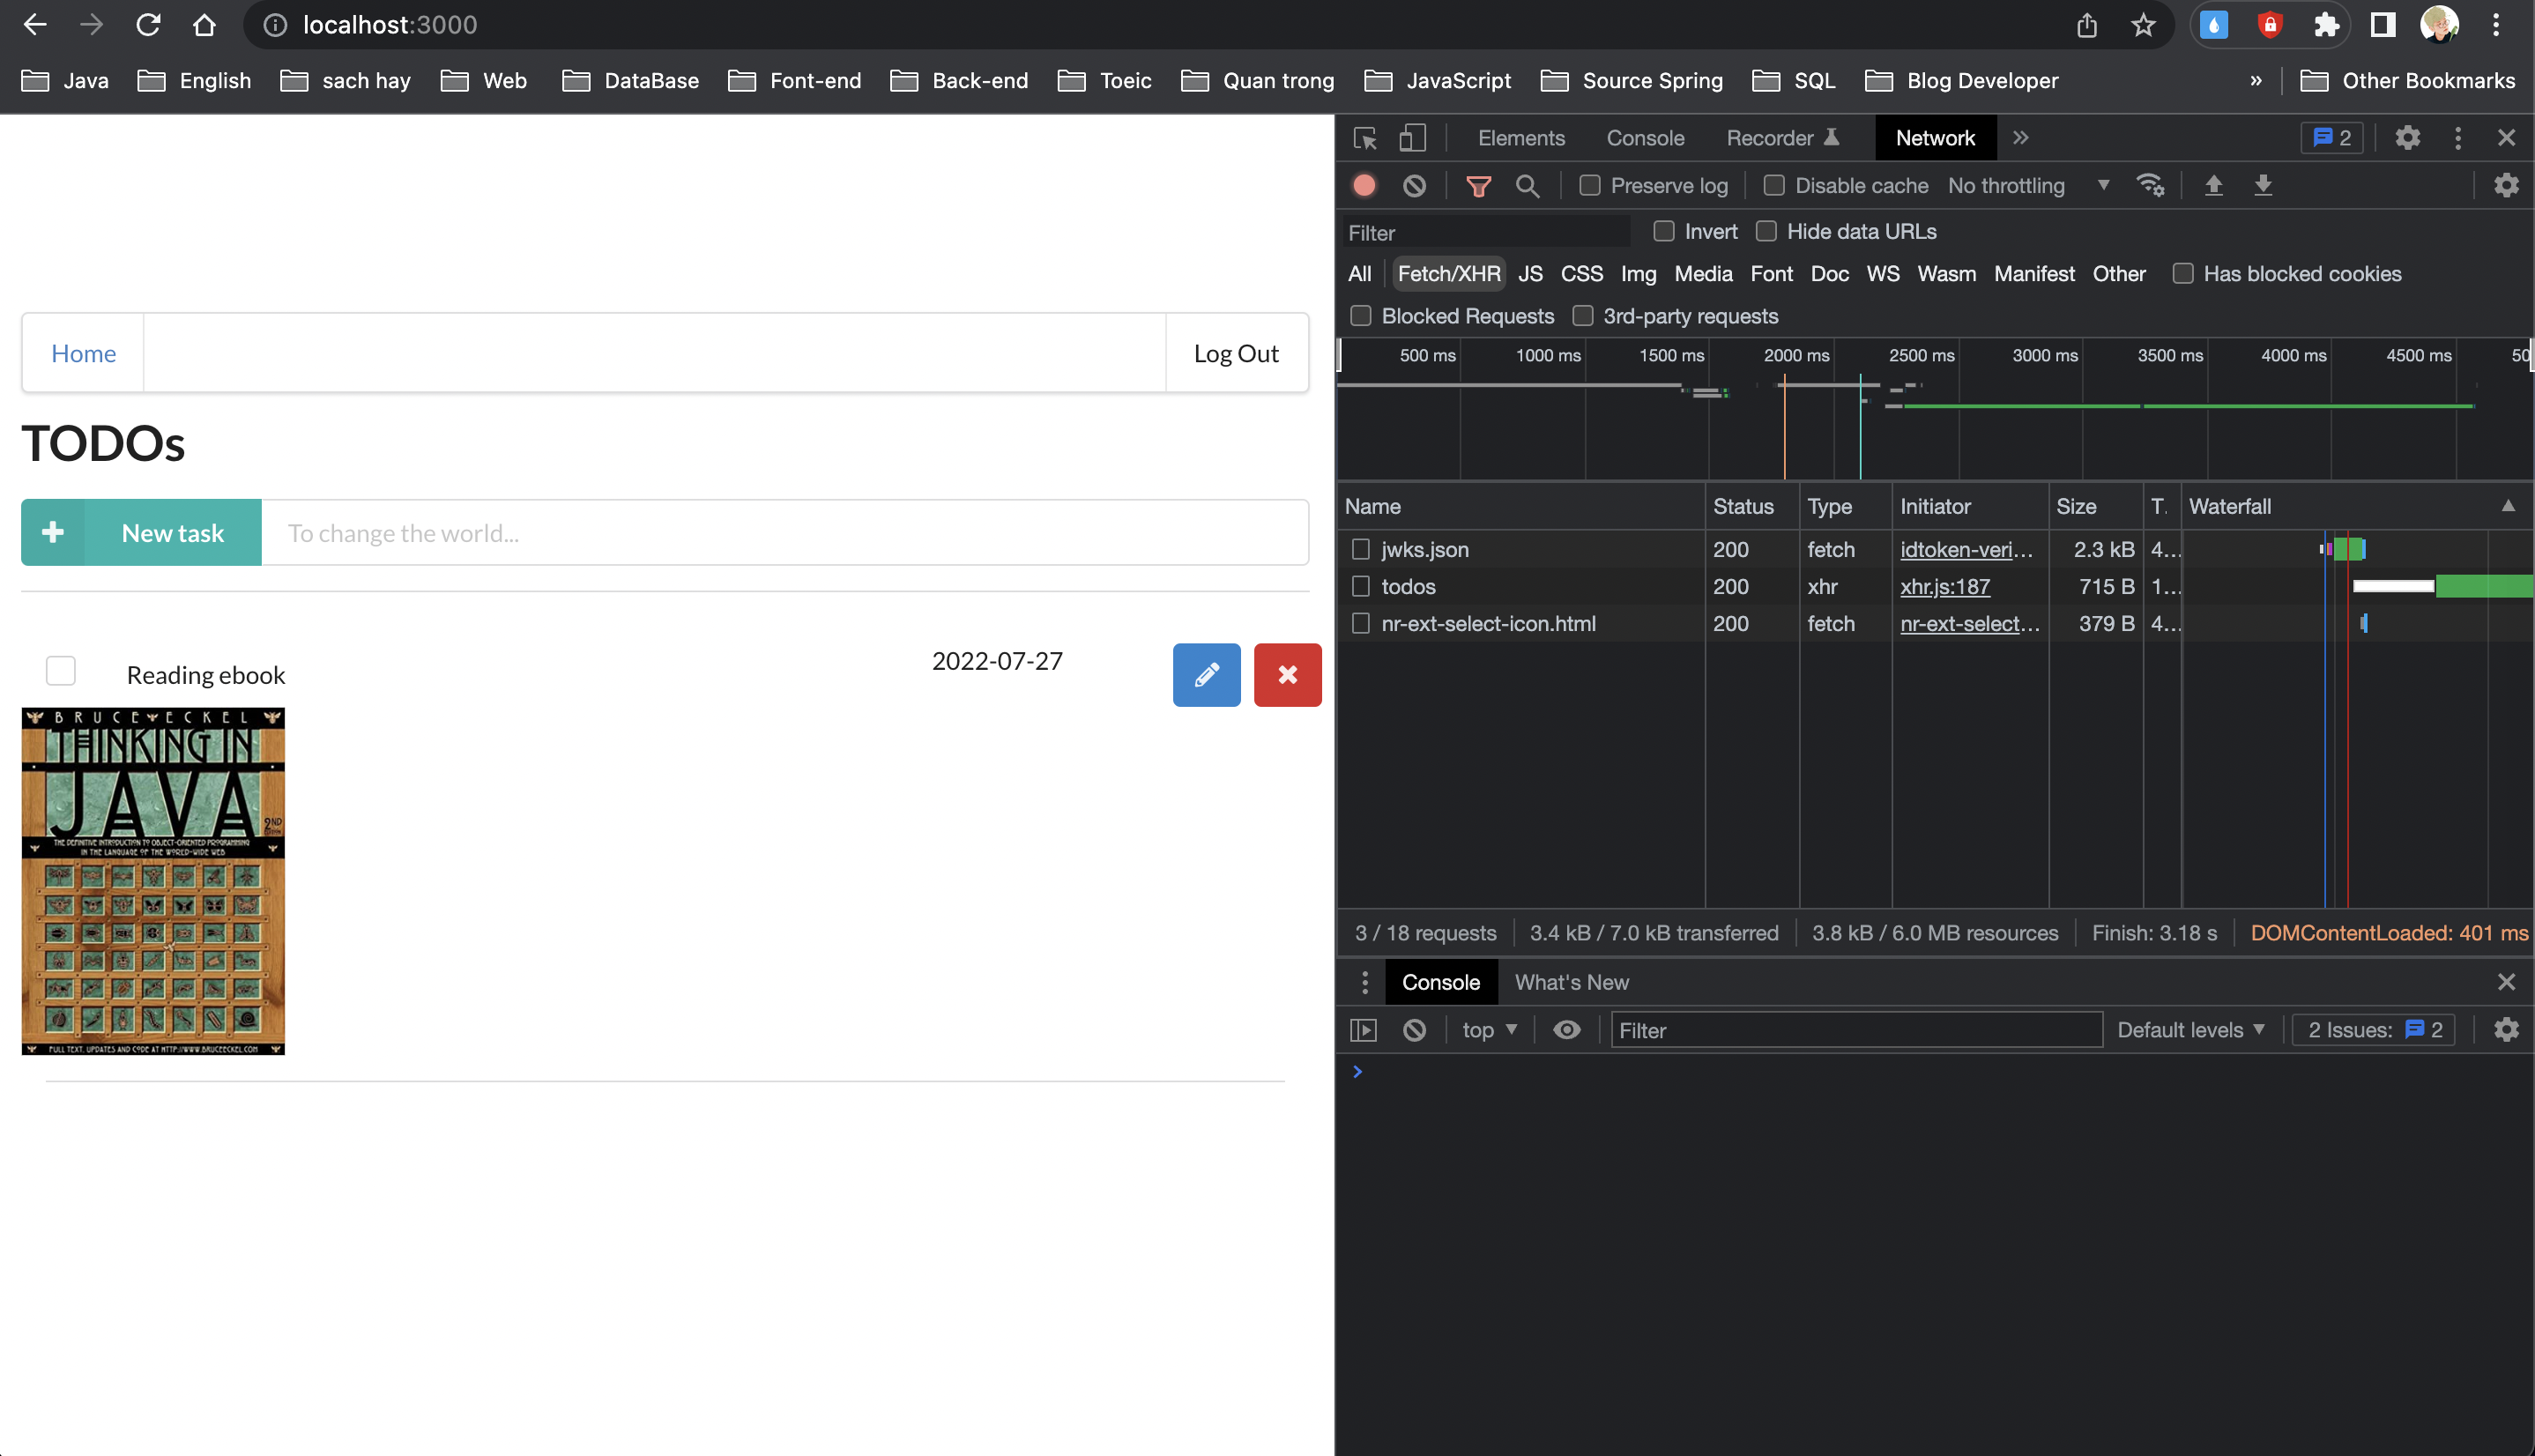 localhost:3000
Java English sach hay Web DataBase Font-end Back-end Toeic Quan trong JavaScript Source Spring SQL Blog Developer » Other Bookmarks
Home Log Out
TODOs
New task To change the world...
Reading ebook 2022-07-27
BRUCE ECKEL
THINKING IN
JAVA
2ND
THE DEFINITIVE INTRODUCTION TO OBJECT-ORIENTED PROGRAMMING
IN THE LANGUAGE OF THE WORLD-WIDE WEB
FULL TEXT, UPDATES AND CODE AT HTTP://WWW.BRUCEECKEL.COM
Elements Console Recorder Network » 2
Preserve log Disable cache No throttling
Filter Invert Hide data URLs
All Fetch/XHR JS CSS Img Media Font Doc WS Wasm Manifest Other Has blocked cookies
Blocked Requests 3rd-party requests
500 ms 1000 ms 1500 ms 2000 ms 2500 ms 3000 ms 3500 ms 4000 ms 4500 ms 50
Name Status Type Initiator Size T. Waterfall
jwks.json 200 fetch idtoken-veri... 2.3 kB 4...
todos 200 xhr xhr.js:187 715 B 1...
nr-ext-select-icon.html 200 fetch nr-ext-select... 379 B 4...
3 / 18 requests 3.4 kB / 7.0 kB transferred 3.8 kB / 6.0 MB resources Finish: 3.18 s DOMContentLoaded: 401 ms
Console What's New
top Filter Default levels 2 Issues: 2